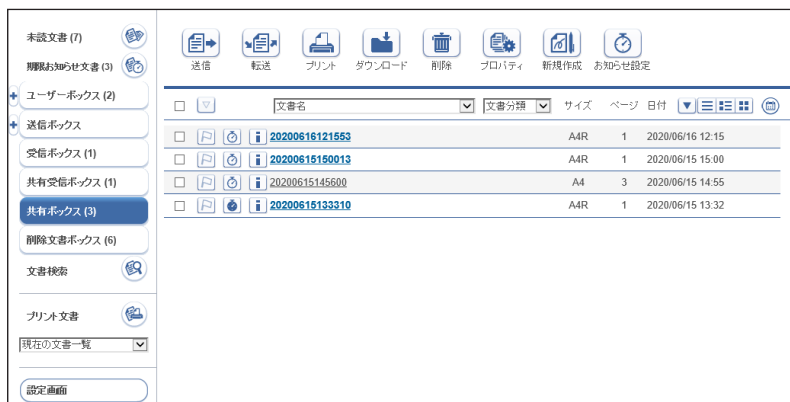 未読文書 (7)
期限お知らせ文書 (3)
ユーザーボックス (2)
送信ボックス
受信ボックス (1)
共有受信ボックス (1)
共有ボックス (3)
削除文書ボックス (6)
文書検索
プリント文書
現在の文書一覧
設定画面
送信 転送 プリント ダウンロード 削除 プロパティ 新規作成 お知らせ設定
文書名 文書分類 サイズ ページ 日付
20200616121553 A4R 1 2020/06/16 12:15
20200615150013 A4R 1 2020/06/15 15:00
20200615145600 A4 3 2020/06/15 14:55
20200615133310 A4R 1 2020/06/15 13:32